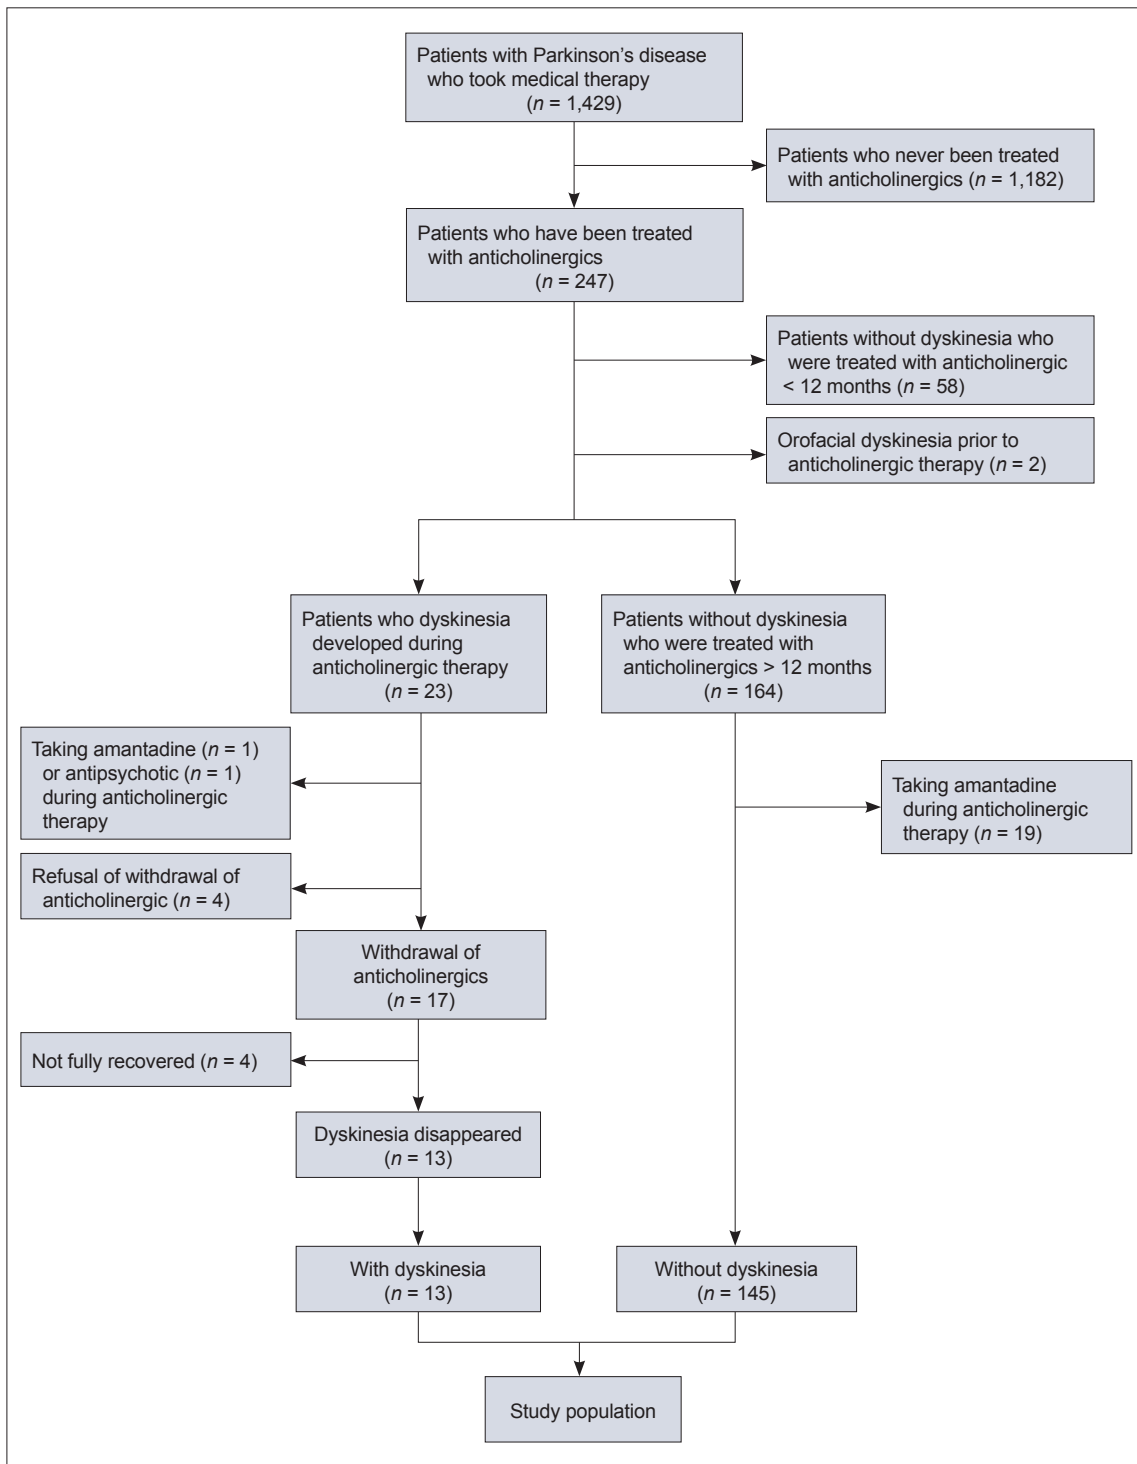 Patients with Parkinson's disease
who took medical therapy
(n = 1,429)
Patients who never been treated
with anticholinergics (n = 1,182)
Patients who have been treated
with anticholinergics
(n = 247)
Patients without dyskinesia who
were treated with anticholinergic
< 12 months (n = 58)
Orofacial dyskinesia prior to
anticholinergic therapy (n = 2)
Patients who dyskinesia
developed during
anticholinergic therapy
(n = 23)
Patients without dyskinesia
who were treated with
anticholinergics > 12 months
(n = 164)
Taking amantadine (n = 1)
or antipsychotic (n = 1)
during anticholinergic
therapy
Taking amantadine
during anticholinergic
therapy (n = 19)
Refusal of withdrawal of
anticholinergic (n = 4)
Withdrawal of
anticholinergics
(n = 17)
Not fully recovered (n = 4)
Dyskinesia disappeared
(n = 13)
With dyskinesia
(n = 13)
Without dyskinesia
(n = 145)
Study population